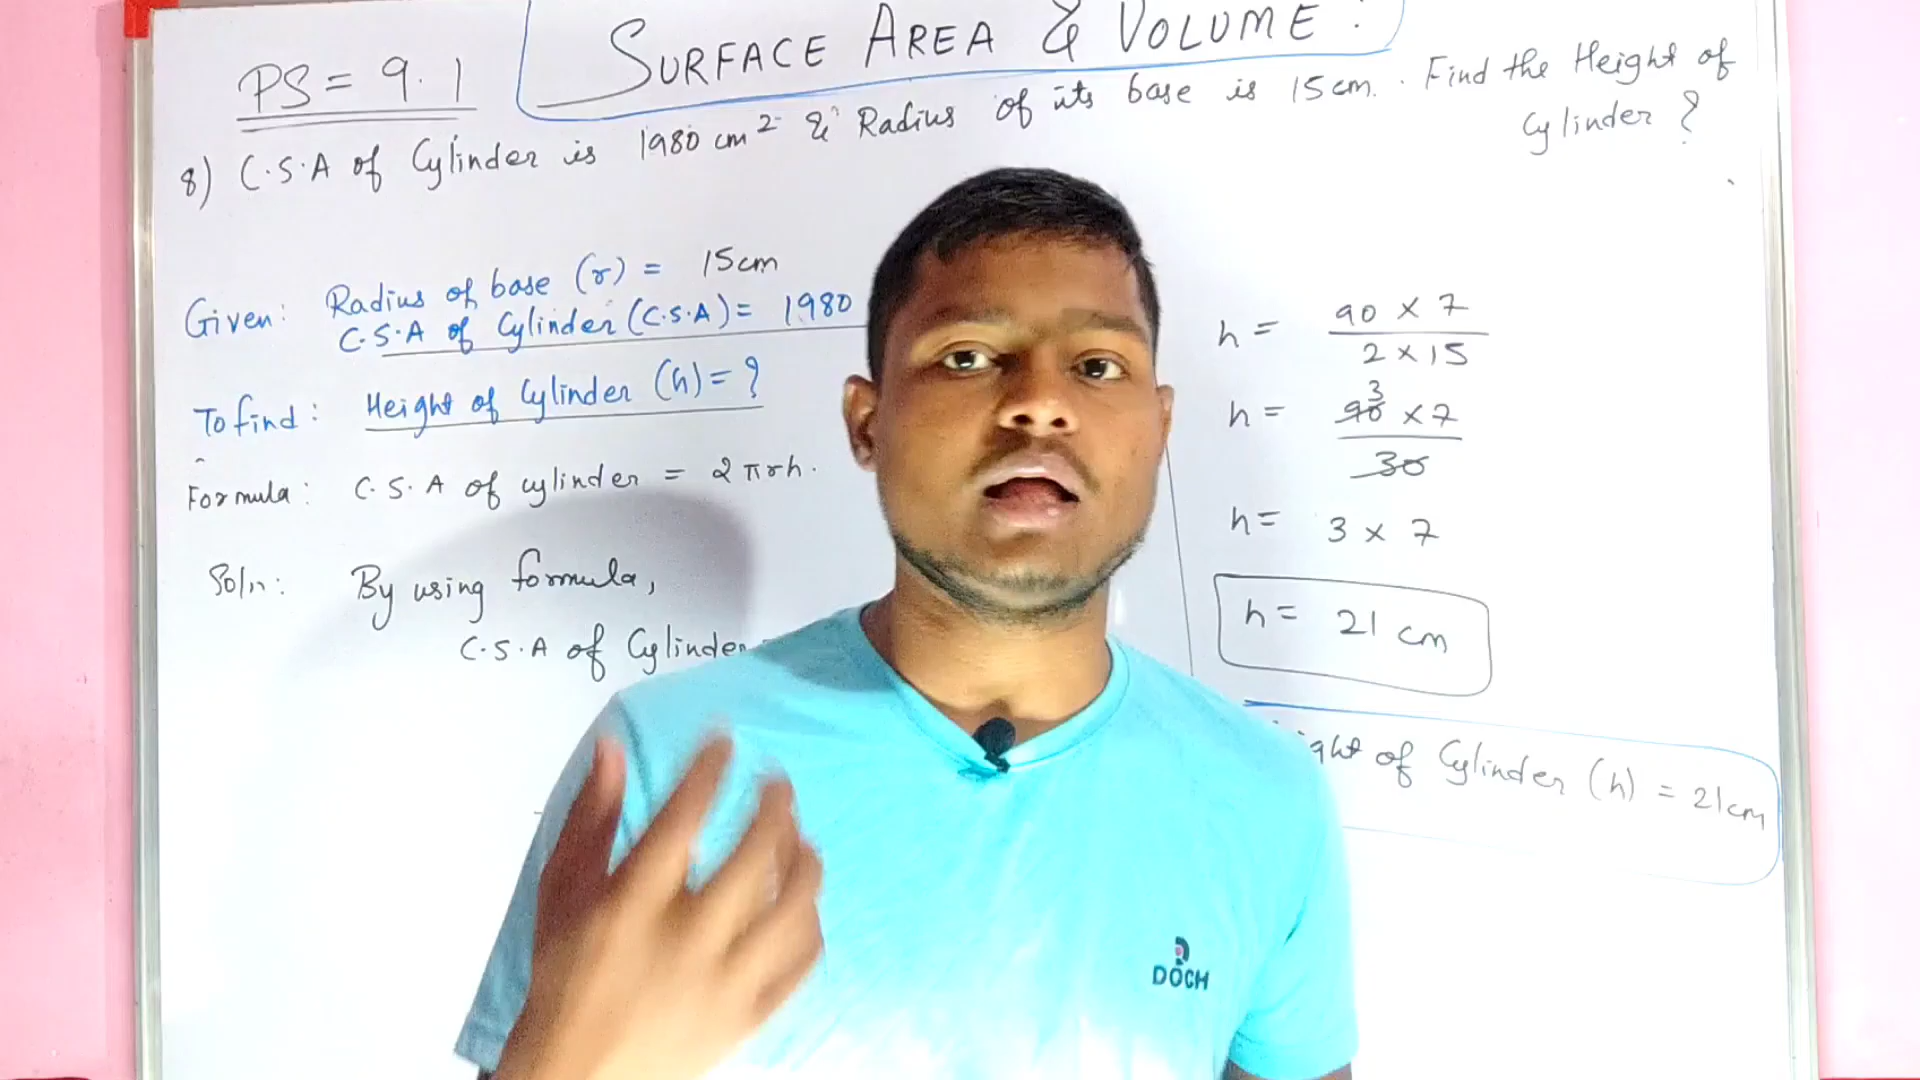 PS = 9.1
SURFACE AREA & VOLUME :
8) C.S.A of Cylinder is 1980 cm² & Radius of its base is 15cm. Find the Height of
Cylinder ?
Given: Radius of base (r) = 15cm
C.S.A of Cylinder (C.S.A) = 1980
To find: Height of Cylinder (h) = ?
Formula: C.S.A of cylinder = 2πrh.
Soln: By using formula,
C.S.A of Cylinder
h = 90 × 7
2 × 15
h = 90 3 × 7
30
h = 3 × 7
h = 21 cm
of Cylinder (h) = 21cm
DOCH